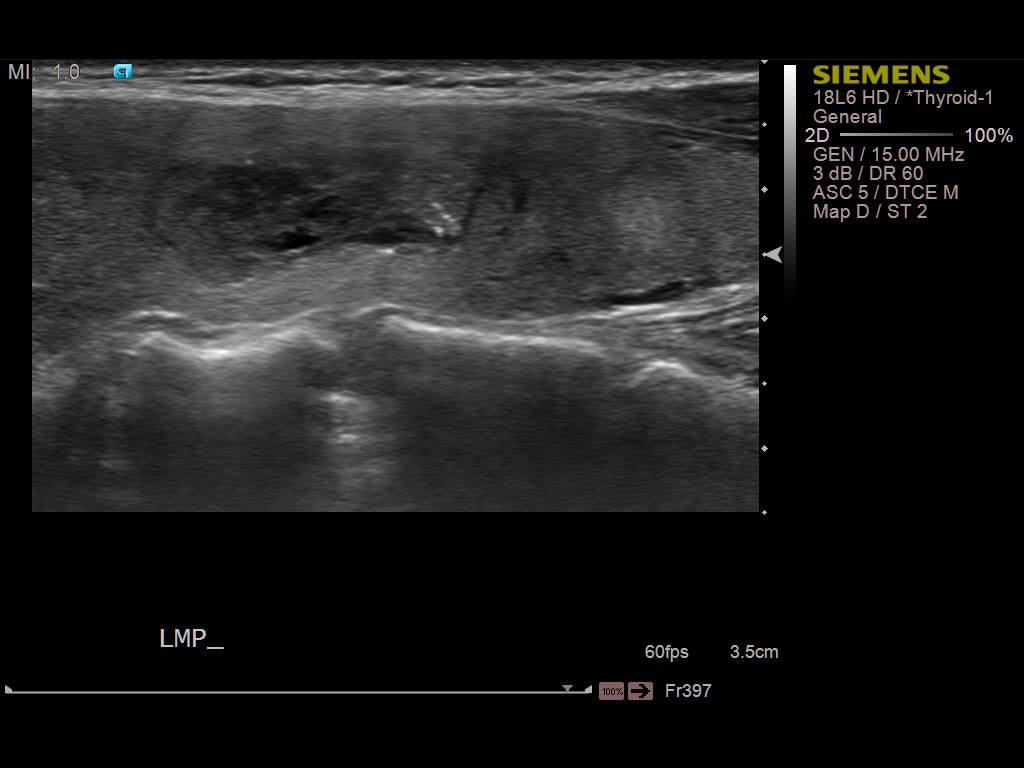 MI: 1.0
SIEMENS
18L6 HD / *Thyroid-1
General
2D 100%
GEN / 15.00 MHz
3 dB / DR 60
ASC 5 / DTCE M
Map D / ST 2
LMP_
60fps 3.5cm
100% Fr397